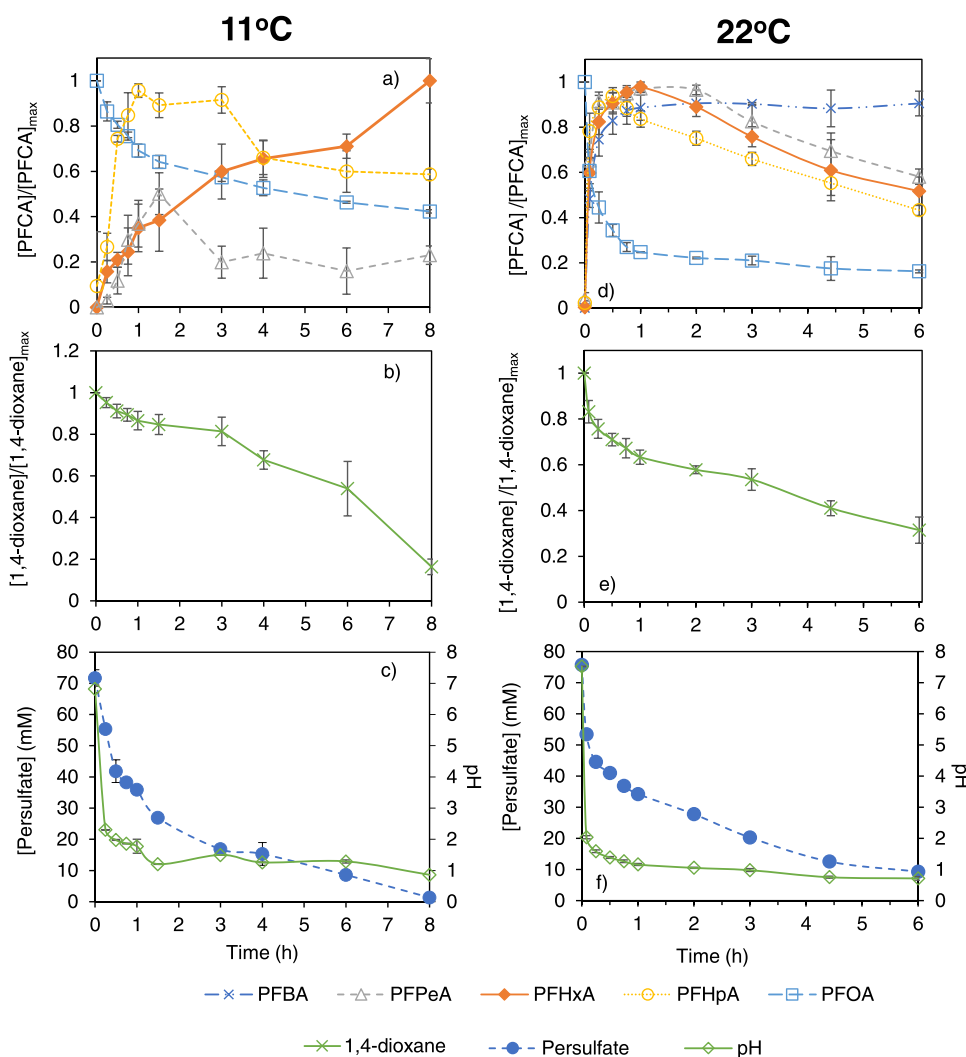 11°C
22°C
[PFCA]/[PFCA]max
1
0.8
0.6
0.4
0.2
0
a)
0 1 2 3 4 5 6 7 8
[PFCA] /[PFCA]max
1
0.8
0.6
0.4
0.2
0
d)
0 1 2 3 4 5 6
[1,4-dioxane]/[1,4-dioxane]max
1.2
1
0.8
0.6
0.4
0.2
0
b)
0 1 2 3 4 5 6 7 8
[1,4-dioxane] /[1,4-dioxane]max
1
0.8
0.6
0.4
0.2
0
e)
0 1 2 3 4 5 6
[Persulfate] (mM)
80
70
60
50
40
30
20
10
0
c)
8
7
6
5
4
3
2
1
0
pH
0 1 2 3 4 5 6 7 8
Time (h)
[Persulfate] (mM)
80
70
60
50
40
30
20
10
0
f)
8
7
6
5
4
3
2
1
0
pH
0 1 2 3 4 5 6
Time (h)
PFBA PFPeA PFHxA PFHpA PFOA
1,4-dioxane Persulfate pH